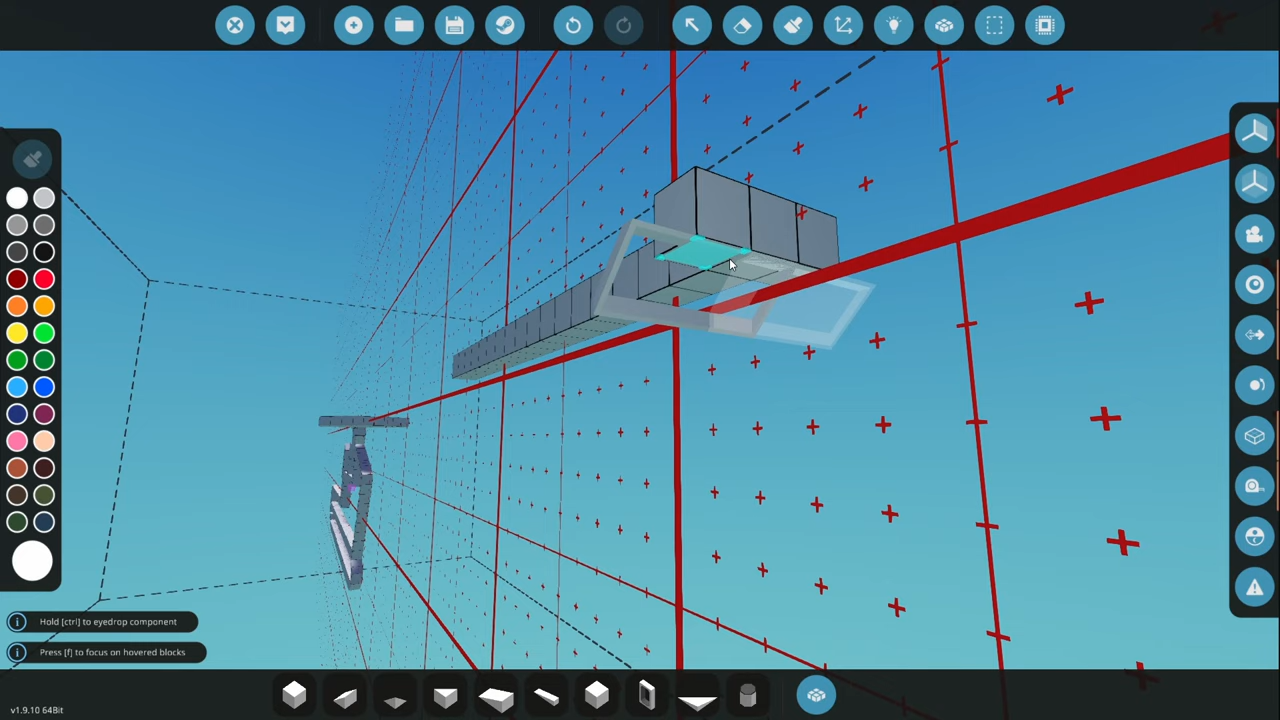 Hold [ctrl] to eyedrop component
Press [f] to focus on hovered blocks
v1.9.10 64Bit